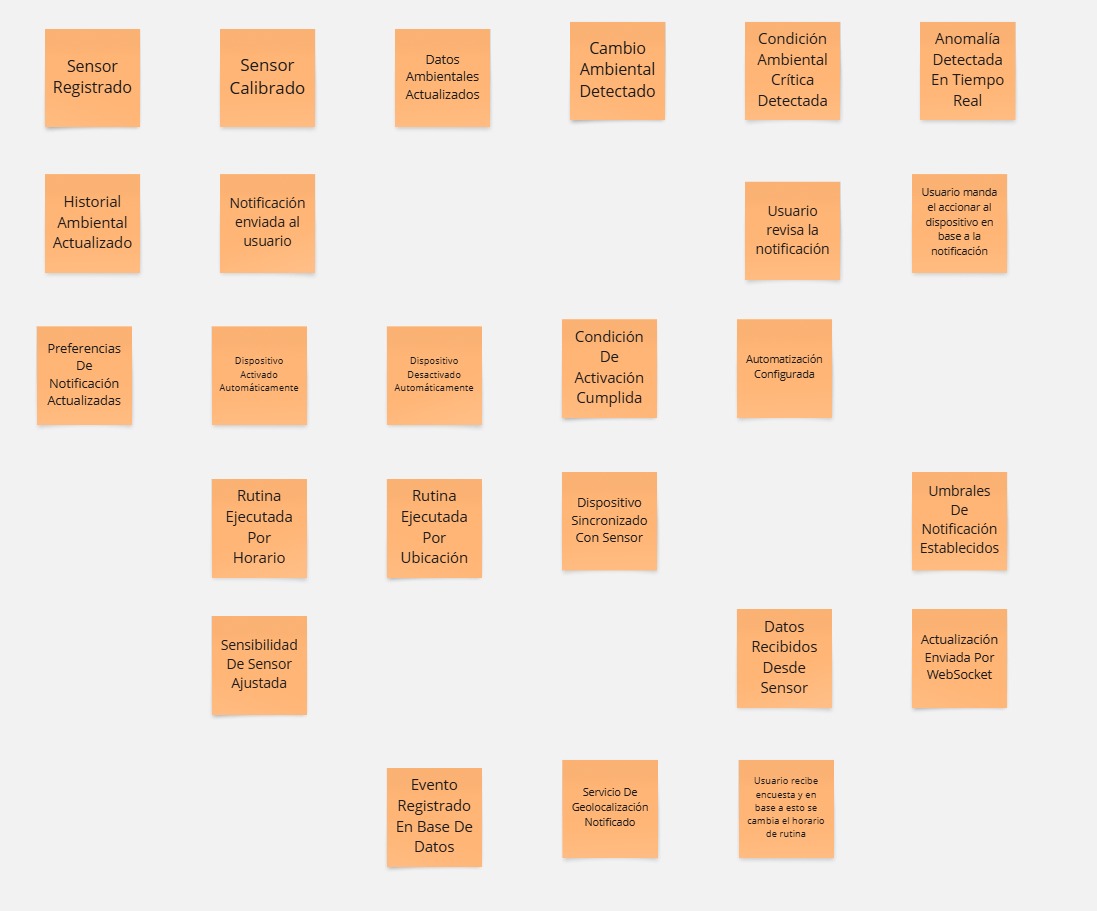 Sensor
Registrado
Sensor
Calibrado
Datos
Ambientales
Actualizados
Cambio
Ambiental
Detectado
Condición
Ambiental
Crítica
Detectada
Anomalía
Detectada
En Tiempo
Real
Historial
Ambiental
Actualizado
Notificación
enviada al
usuario
Usuario
revisa la
notificación
Usuario manda
el accionar al
dispositivo en
base a la
notificación
Preferencias
De
Notificación
Actualizadas
Dispositivo
Activado
Automáticamente
Dispositivo
Desactivado
Automáticamente
Condición
De
Activación
Cumplida
Automatización
Configurada
Rutina
Ejecutada
Por
Horario
Rutina
Ejecutada
Por
Ubicación
Dispositivo
Sincronizado
Con Sensor
Umbrales
De
Notificación
Establecidos
Sensibilidad
De Sensor
Ajustada
Datos
Recibidos
Desde
Sensor
Actualización
Enviada Por
WebSocket
Evento
Registrado
En Base De
Datos
Servicio De
Geolocalización
Notificado
Usuario recibe
encuesta y en
base a esto se
cambia el horario
de rutina